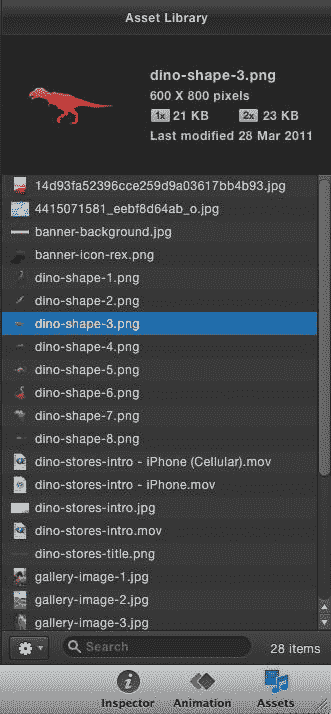 Asset Library
dino-shape-3.png
600 X 800 pixels
1x 21 KB 2x 23 KB
Last modified 28 Mar 2011
14d93fa52396cce259d9a03617bb4b93.jpg
4415071581_eebf8d64ab_o.jpg
banner-background.jpg
banner-icon-rex.png
dino-shape-1.png
dino-shape-2.png
dino-shape-3.png
dino-shape-4.png
dino-shape-5.png
dino-shape-6.png
dino-shape-7.png
dino-shape-8.png
dino-stores-intro - iPhone (Cellular).mov
dino-stores-intro - iPhone.mov
dino-stores-intro.jpg
dino-stores-intro.mov
dino-stores-title.png
gallery-image-1.jpg
gallery-image-2.jpg
gallery-image-3.jpg
Search 28 items
Inspector Animation Assets